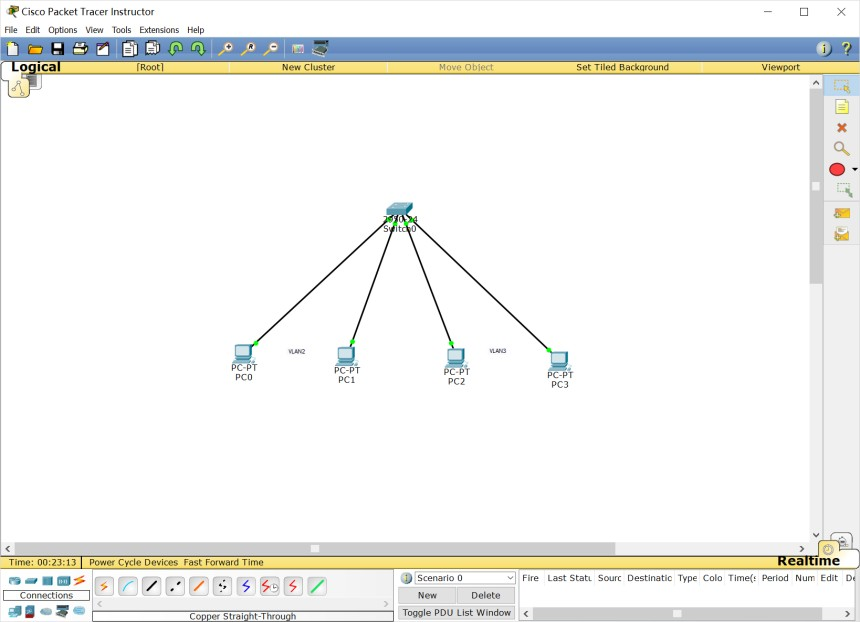 Cisco Packet Tracer Instructor
File Edit Options View Tools Extensions Help
Logical [Root] New Cluster Move Object Set Tiled Background Viewport
Switch0
VLAN2 VLAN3
PC-PT PC-PT PC-PT PC-PT
PC0 PC1 PC2 PC3
Time: 00:23:13 Power Cycle Devices Fast Forward Time Realtime
Scenario 0 Fire Last Statu Sourc Destinatic Type Colo Time(s Period Num Edit De
Connections New Delete
Toggle PDU List Window
Copper Straight-Through